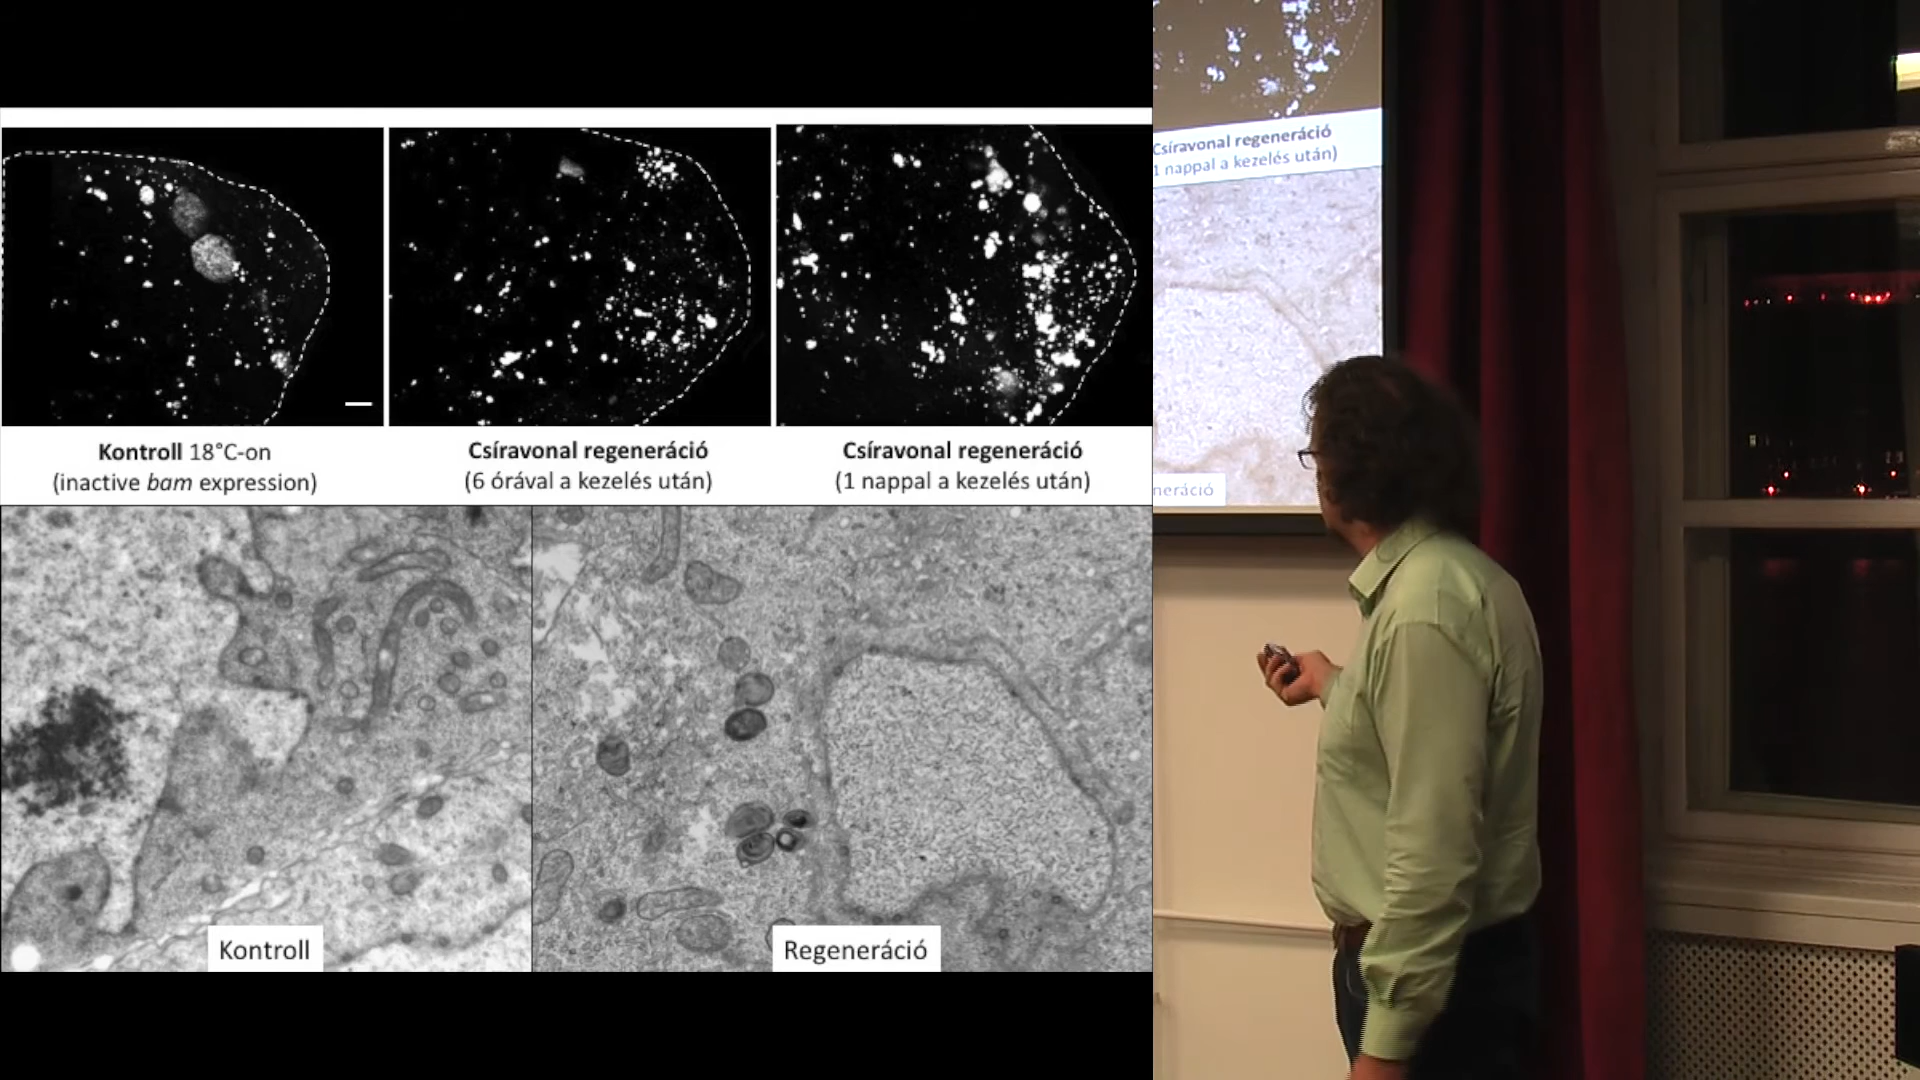 Kontroll 18°C-on
(inactive bam expression)
Csíravonal regeneráció
(6 órával a kezelés után)
Csíravonal regeneráció
(1 nappal a kezelés után)
Kontroll
Regeneráció
Csíravonal regeneráció
1 nappal a kezelés után)
neráció